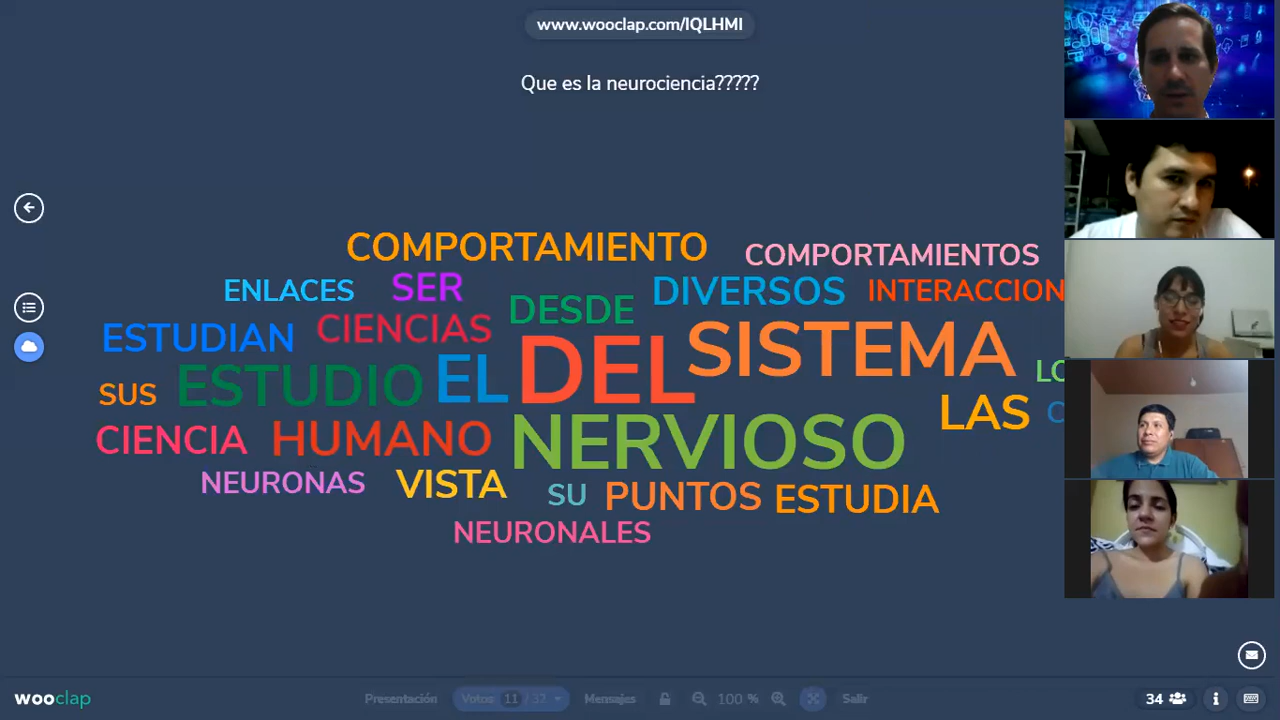 www.wooclap.com/IQLHMI
Que es la neurociencia?????
COMPORTAMIENTO
COMPORTAMIENTOS
ENLACES SER DESDE DIVERSOS INTERACCION
ESTUDIAN CIENCIAS DEL SISTEMA
SUS ESTUDIO EL LAS
CIENCIA HUMANO NERVIOSO
NEURONAS VISTA SU PUNTOS ESTUDIA
NEURONALES
wooclap Presentación Votos 11 / 32 Mensajes 100 % Salir 34